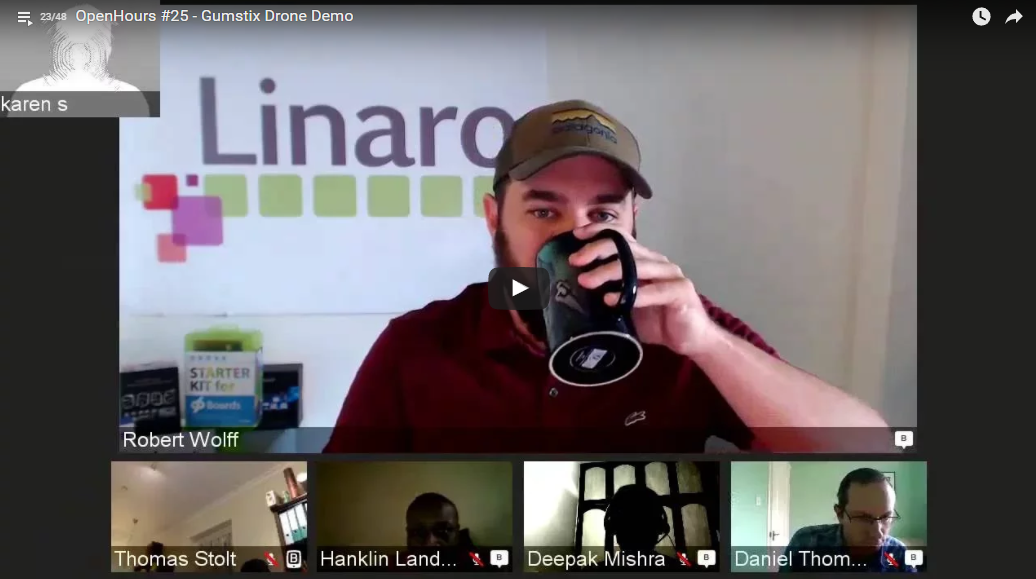 23/48 OpenHours #25 - Gumstix Drone Demo
karen s
Linaro
patagonia
STARTER
KIT for
Boards
Robert Wolff
B
Thomas Stolt
B
Hanklin Land...
B
Deepak Mishra
B
Daniel Thom...
B